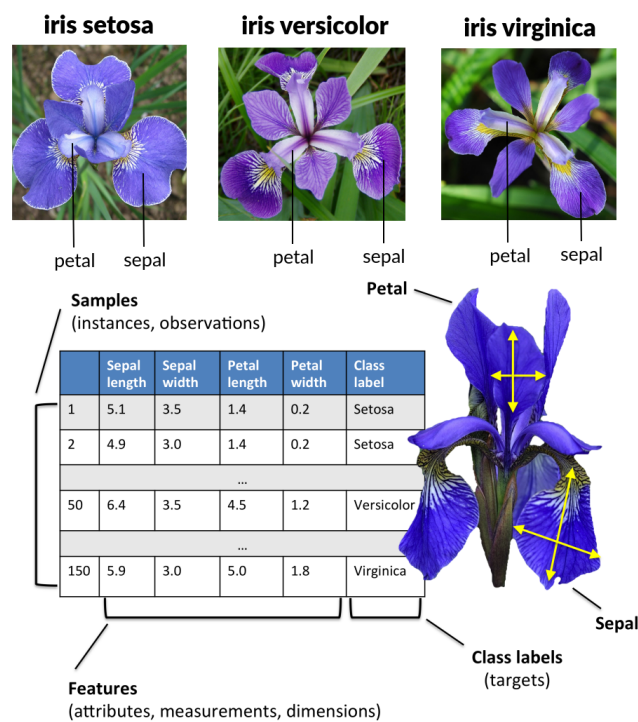 iris setosa
iris versicolor
iris virginica
petal
sepal
petal
sepal
petal
sepal
Samples
(instances, observations)
Petal
Sepal length
Sepal width
Petal length
Petal width
Class label
1 5.1 3.5 1.4 0.2 Setosa
2 4.9 3.0 1.4 0.2 Setosa
...
50 6.4 3.5 4.5 1.2 Versicolor
...
150 5.9 3.0 5.0 1.8 Virginica
Sepal
Class labels
(targets)
Features
(attributes, measurements, dimensions)